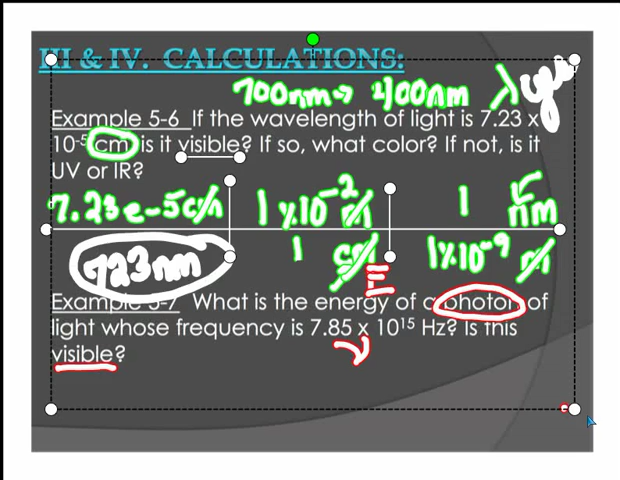 III & IV. CALCULATIONS:
700nm → 400nm λ yes
Example 5-6 If the wavelength of light is 7.23 x
10-5 cm is it visible? If so, what color? If not, is it
UV or IR?
7.23e-5cm 1x10-2 m 1 nm
1 cm 1x10-9 m
723nm
E
Example 5-7 What is the energy of a photon of
light whose frequency is 7.85 x 10^15 Hz? Is this
ν
visible?